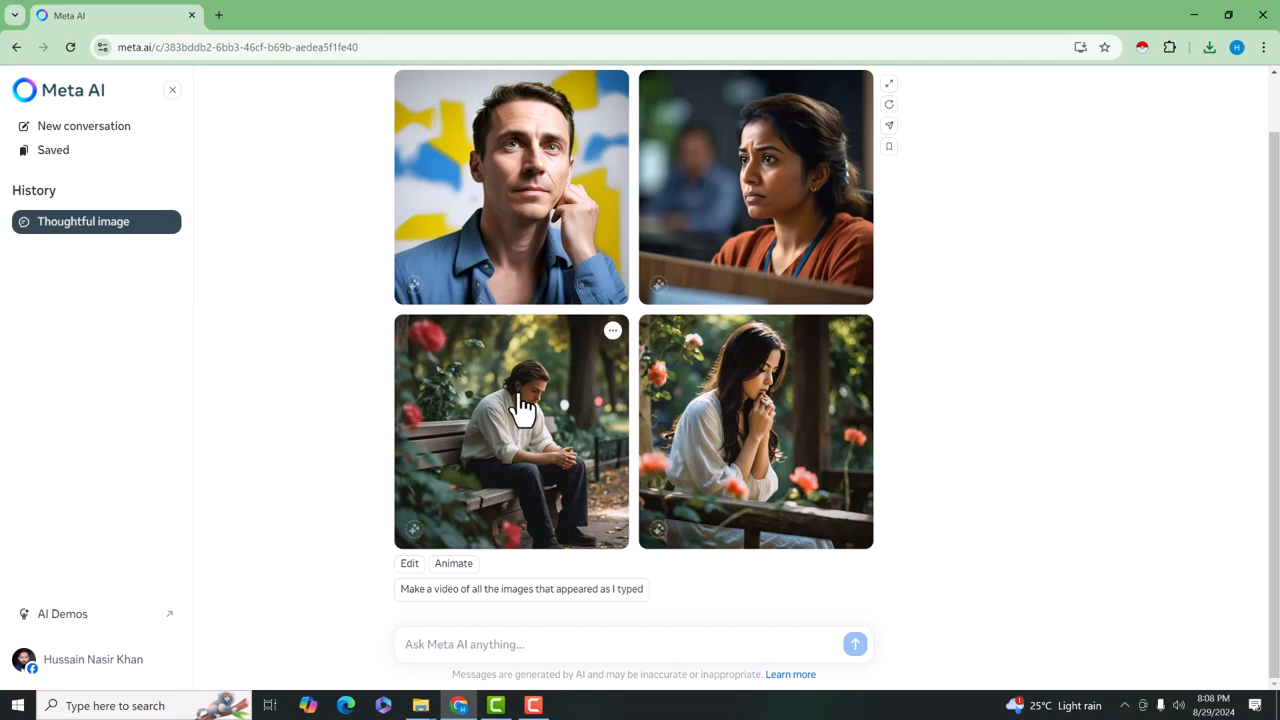 Meta AI
meta.ai/c/383bddb2-6bb3-46cf-b69b-aedea5f1fe40
H
Meta AI
New conversation
Saved
History
Thoughtful image
Edit
Animate
Make a video of all the images that appeared as I typed
AI Demos
Ask Meta AI anything...
Hussain Nasir Khan
Messages are generated by AI and may be inaccurate or inappropriate. Learn more
Type here to search
25°C Light rain
8:08 PM
8/29/2024